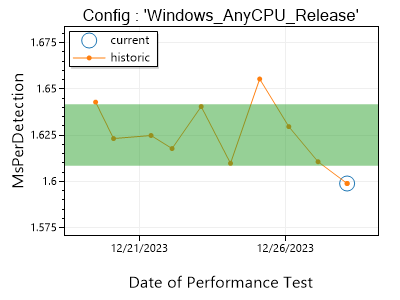 Config : 'Windows_AnyCPU_Release'
current
historic
MsPerDetection
1.675
1.65
1.625
1.6
1.575
12/21/2023
12/26/2023
Date of Performance Test